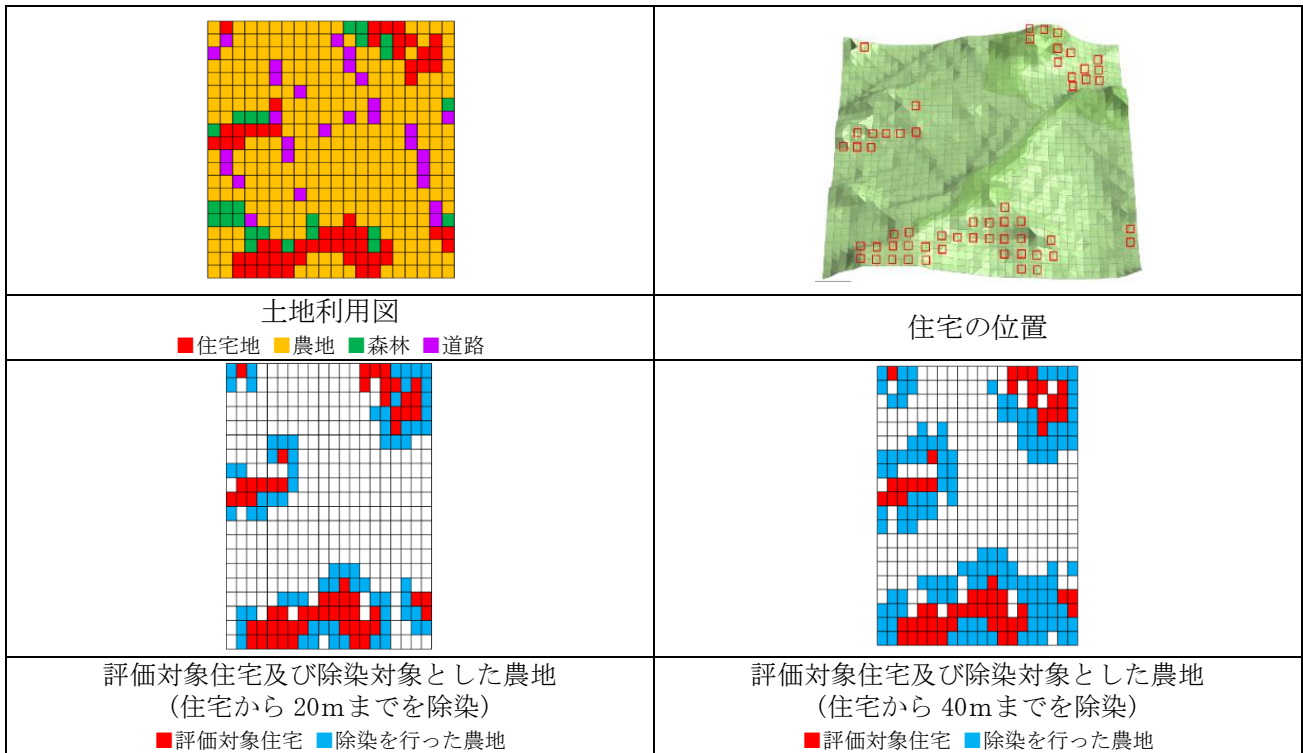 土地利用図
■住宅地 ■農地 ■森林 ■道路
住宅の位置
評価対象住宅及び除染対象とした農地
（住宅から 20ｍまでを除染）
■評価対象住宅 ■除染を行った農地
評価対象住宅及び除染対象とした農地
（住宅から 40ｍまでを除染）
■評価対象住宅 ■除染を行った農地